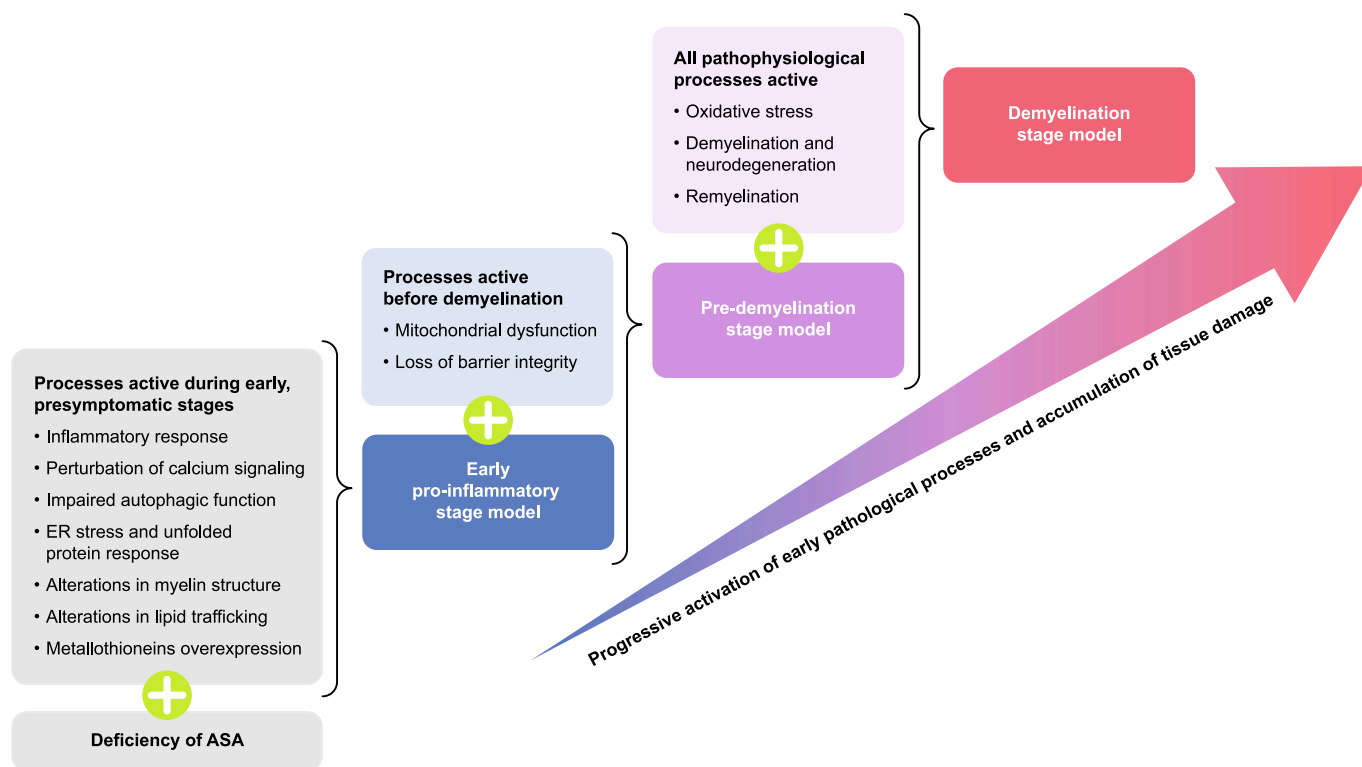 All pathophysiological
processes active
• Oxidative stress
• Demyelination and
neurodegeneration
• Remyelination
Demyelination
stage model
Processes active
before demyelination
• Mitochondrial dysfunction
• Loss of barrier integrity
Pre-demyelination
stage model
Processes active during early,
presymptomatic stages
• Inflammatory response
• Perturbation of calcium signaling
• Impaired autophagic function
• ER stress and unfolded
protein response
• Alterations in myelin structure
• Alterations in lipid trafficking
• Metallothioneins overexpression
Early
pro-inflammatory
stage model
Deficiency of ASA
Progressive activation of early pathological processes and accumulation of tissue damage